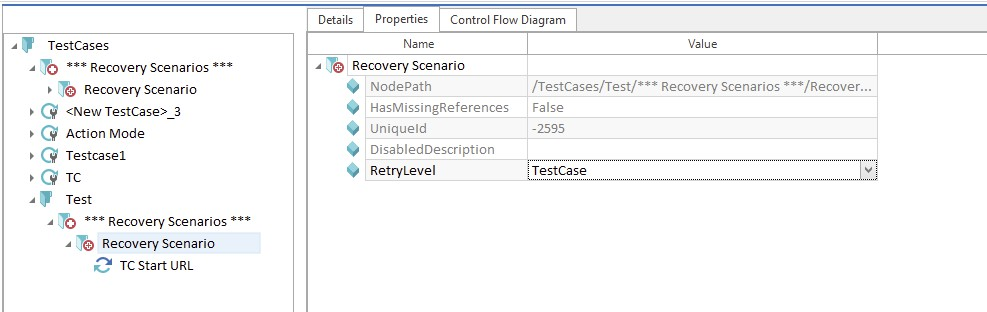 Details Properties Control Flow Diagram
TestCases
*** Recovery Scenarios ***
Recovery Scenario
<New TestCase>_3
Action Mode
Testcase1
TC
Test
*** Recovery Scenarios ***
Recovery Scenario
TC Start URL
Name Value
Recovery Scenario
NodePath /TestCases/Test/*** Recovery Scenarios ***/Recover...
HasMissingReferences False
UniqueId -2595
DisabledDescription
RetryLevel TestCase